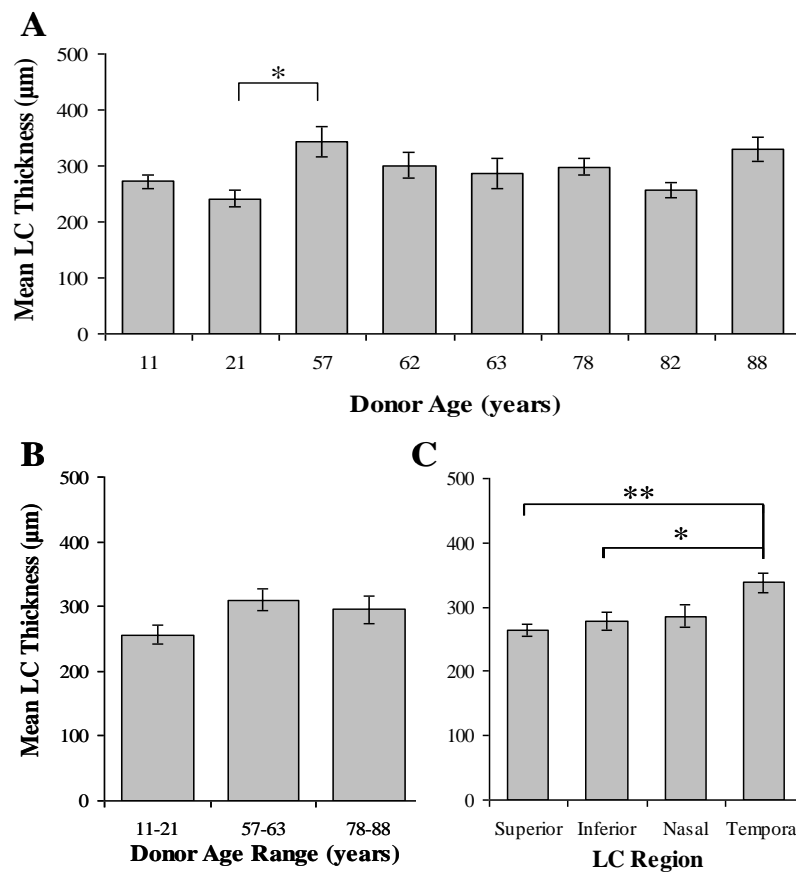 A
Mean LC Thickness (µm)
500
400
300
200
100
0
*
11 21 57 62 63 78 82 88
Donor Age (years)
B
Mean LC Thickness (µm)
500
400
300
200
100
0
11-21 57-63 78-88
Donor Age Range (years)
C
500
400
300
200
100
0
**
*
Superior Inferior Nasal Tempora
LC Region